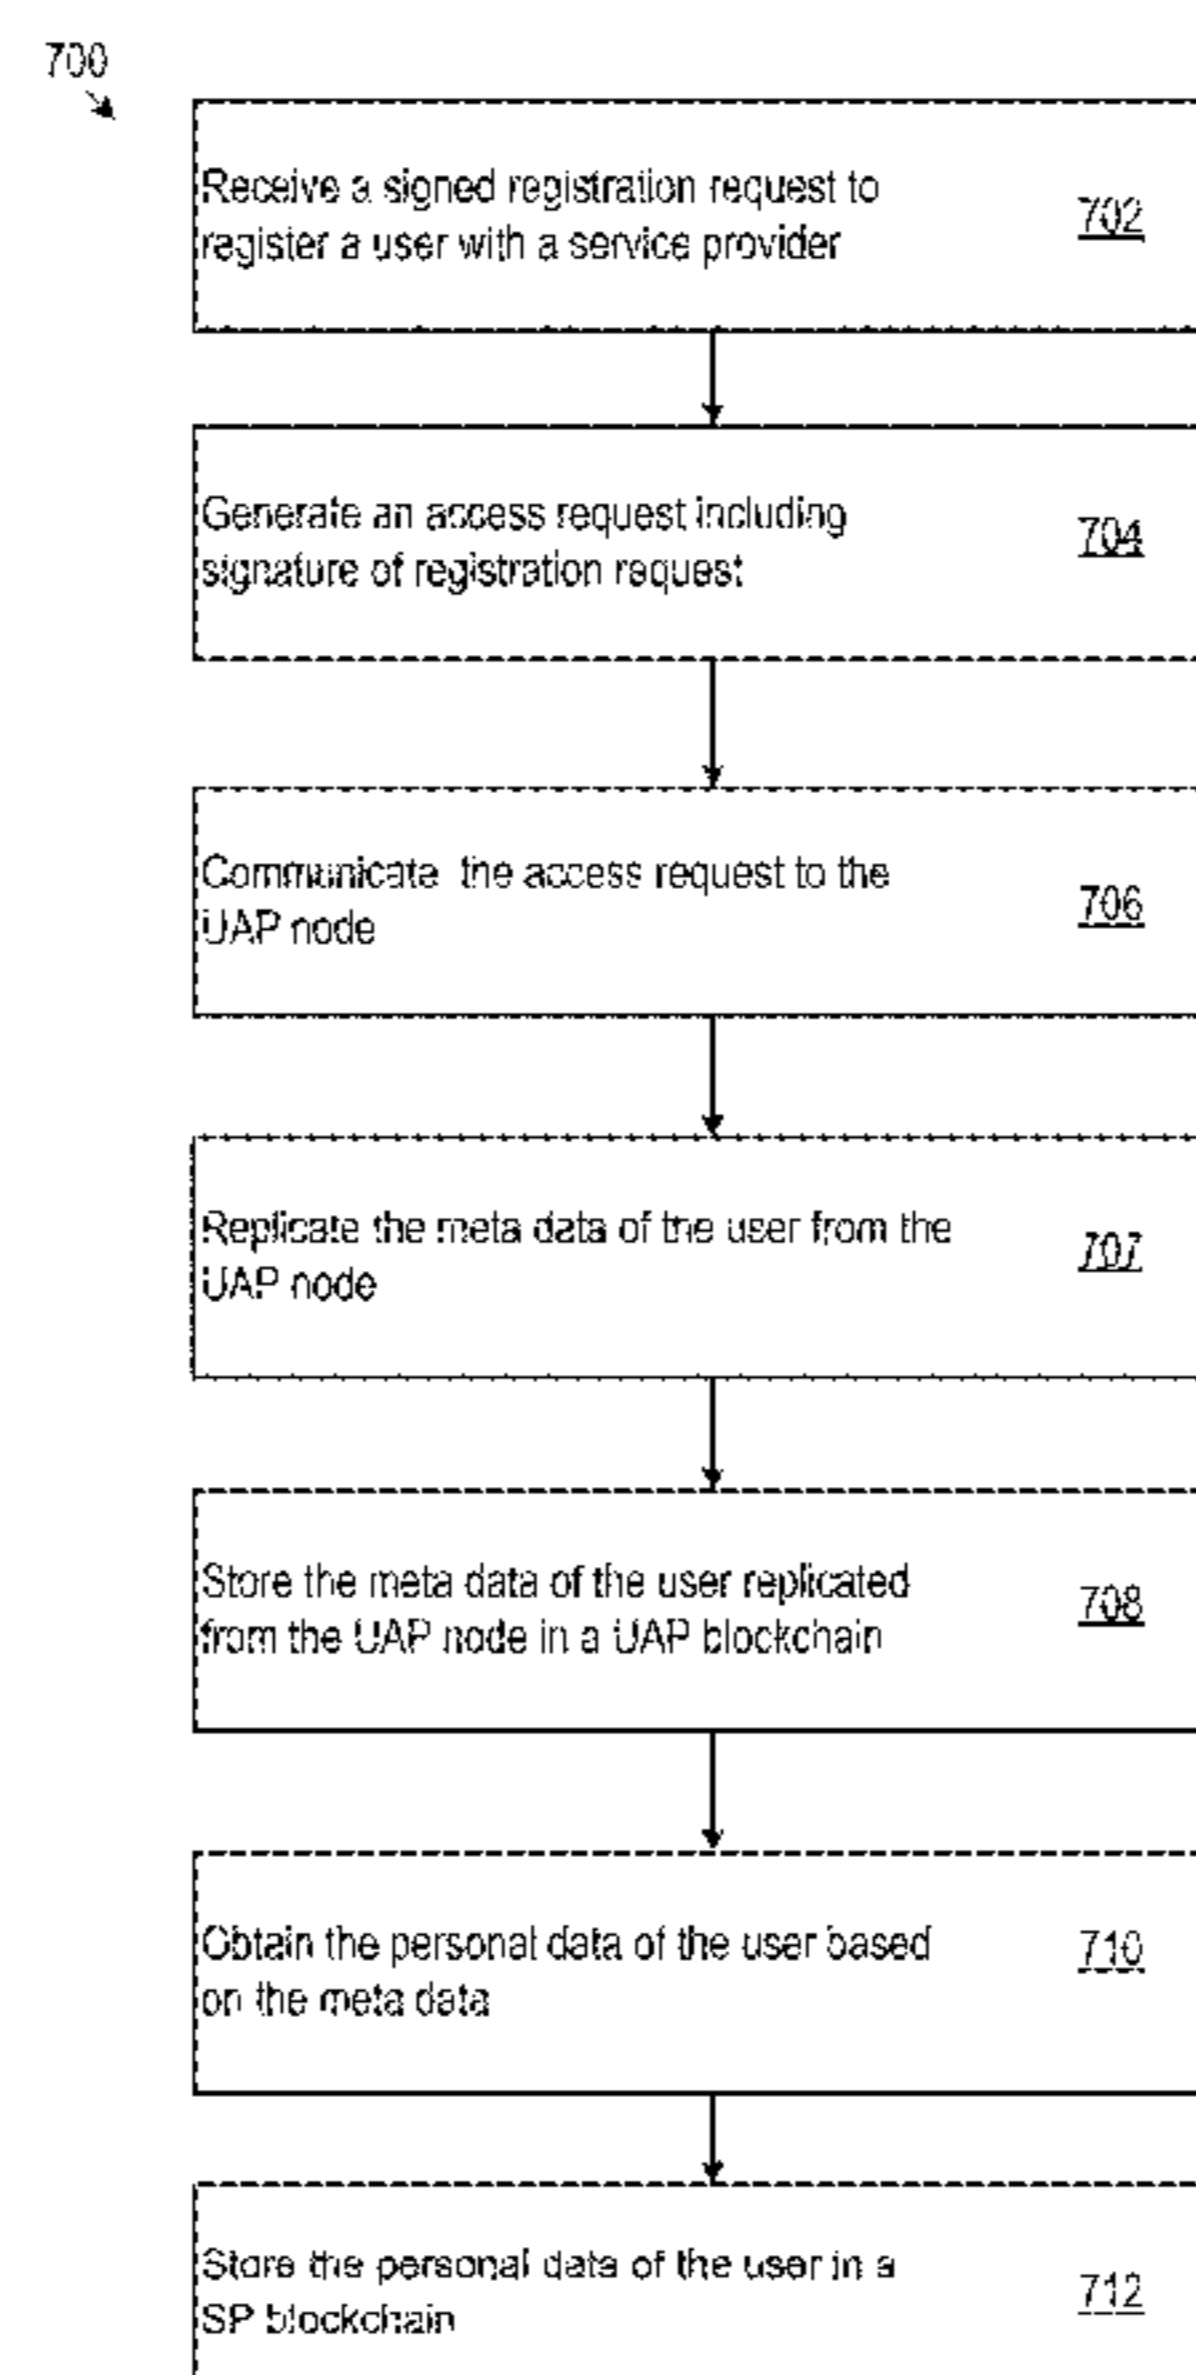 700
Receive a signed registration request to
register a user with a service provider
702
Generate an access request including
signature of registration request
704
Communicate the access request to the
UAP node
706
Replicate the meta data of the user from the
UAP node
707
Store the meta data of the user replicated
from the UAP node in a UAP blockchain
708
Obtain the personal data of the user based
on the meta data
710
Store the personal data of the user in a
SP blockchain
712